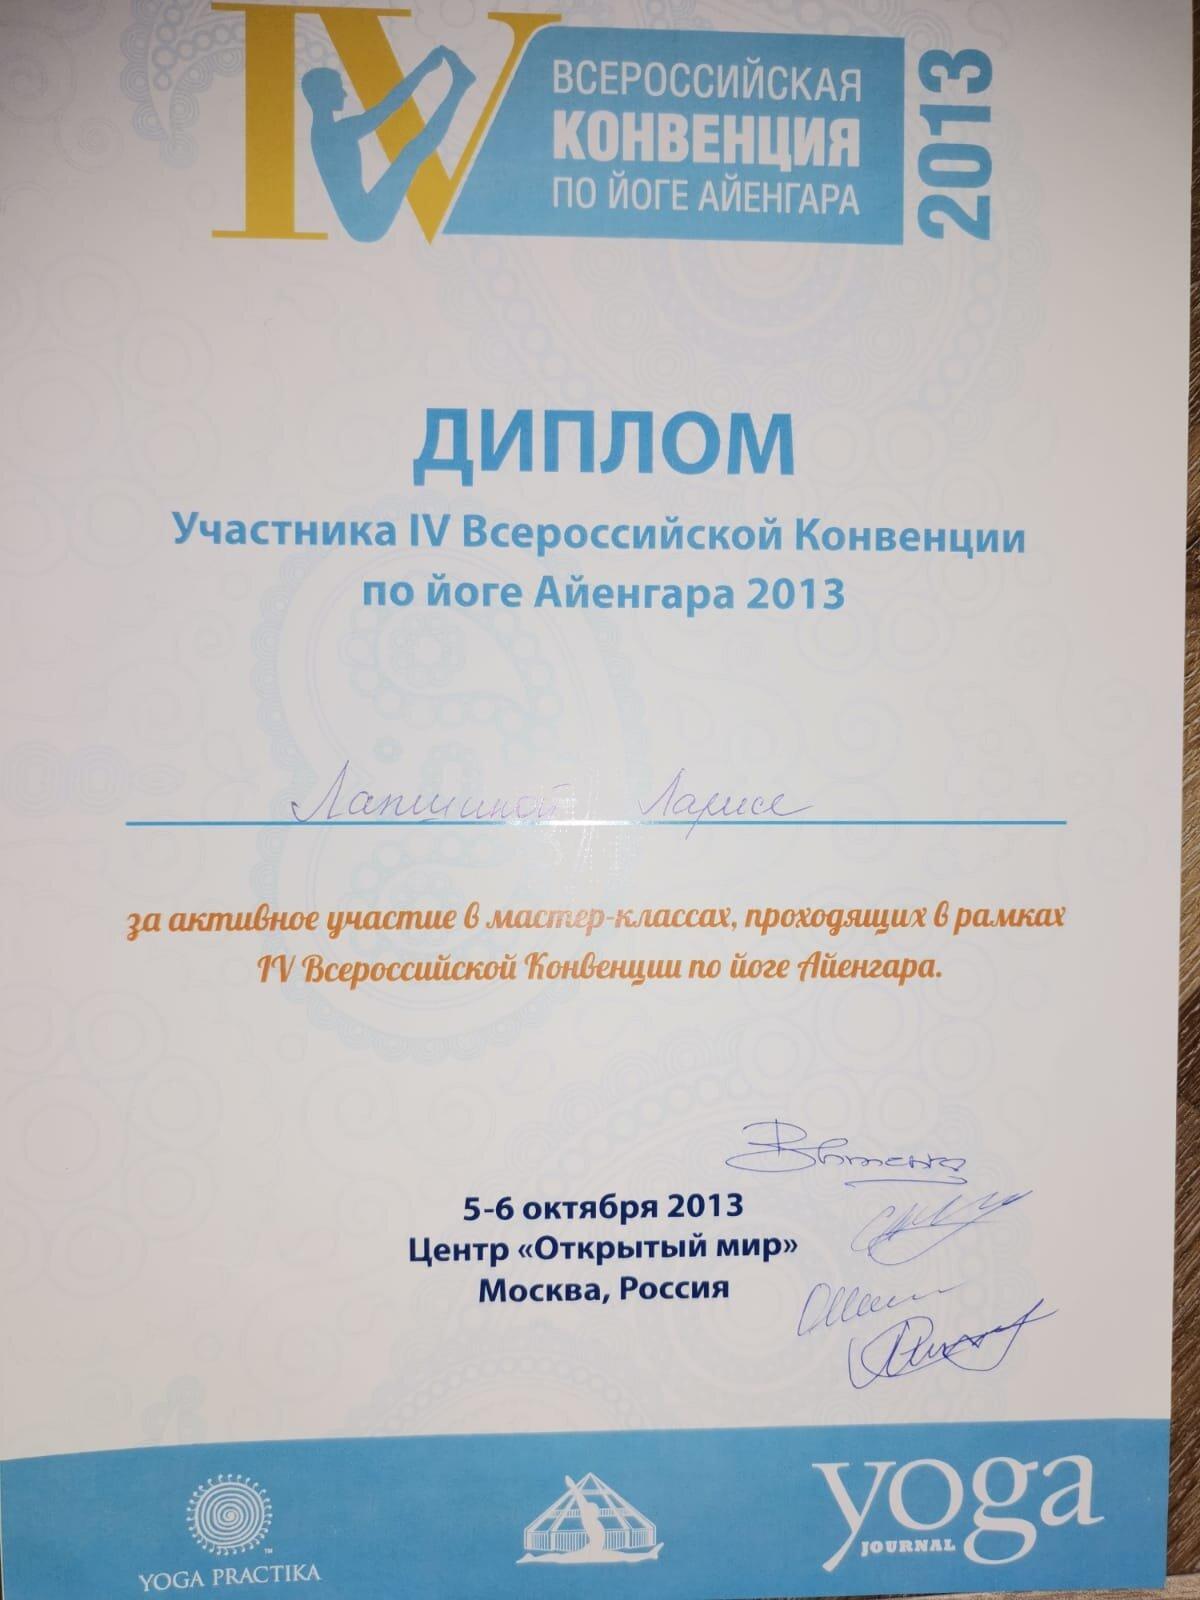 IV
ВСЕРОССИЙСКАЯ
КОНВЕНЦИЯ
ПО ЙОГЕ АЙЕНГАРА
2013
ДИПЛОМ
Участника IV Всероссийской Конвенции
по йоге Айенгара 2013
Лапшиной Ларисе
за активное участие в мастер-классах, проходящих в рамках
IV Всероссийской Конвенции по йоге Айенгара.
5-6 октября 2013
Центр «Открытый мир»
Москва, Россия
YOGA PRACTIKA
yoga
JOURNAL